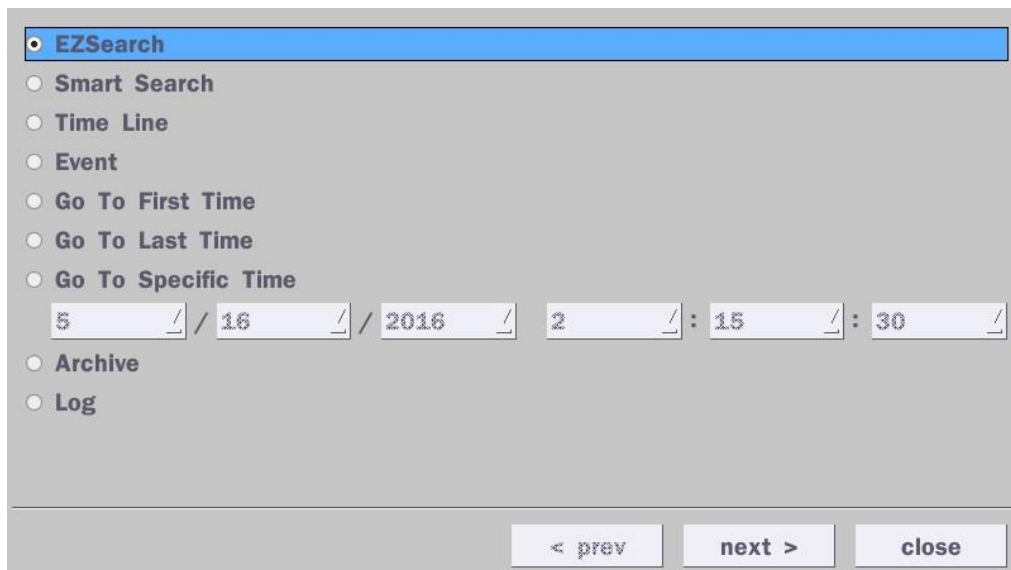 EZSearch
Smart Search
Time Line
Event
Go To First Time
Go To Last Time
Go To Specific Time
5 / 16 / 2016 2 : 15 : 30
Archive
Log
< prev next > close